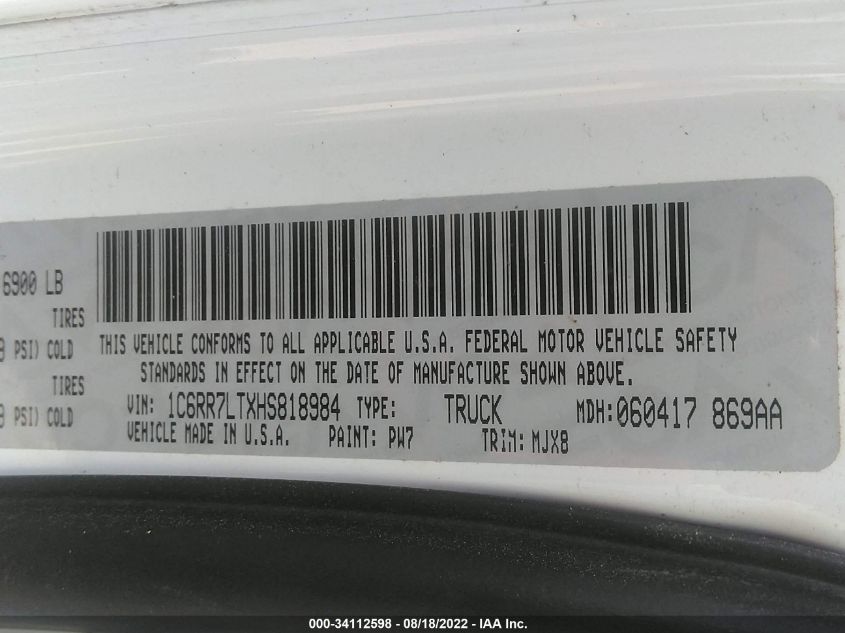 6900 LB
TIRES
PSI) COLD
THIS VEHICLE CONFORMS TO ALL APPLICABLE U.S.A. FEDERAL MOTOR VEHICLE SAFETY
STANDARDS IN EFFECT ON THE DATE OF MANUFACTURE SHOWN ABOVE.
TIRES
PSI) COLD
VIN: 1C6RR7LTXHS818984 TYPE: TRUCK MDH: 060417 869AA
VEHICLE MADE IN U.S.A. PAINT: PW7 TRIM: MJX8
000-34112598 - 08/18/2022 - IAA Inc.